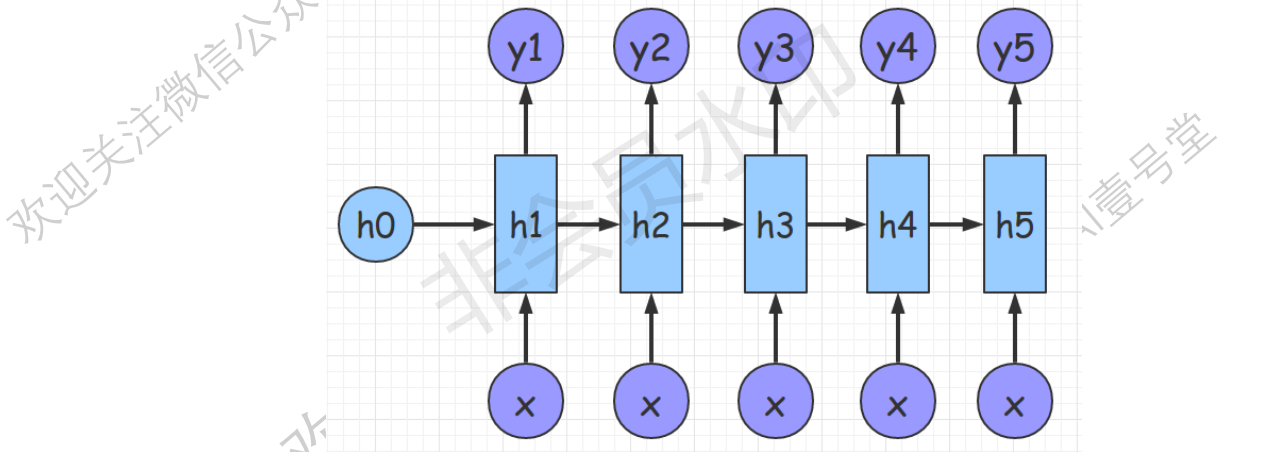 y1 y2 y3 y4 y5
h0 h1 h2 h3 h4 h5
x x x x x
欢迎关注微信公众
非会员水印
壹号堂